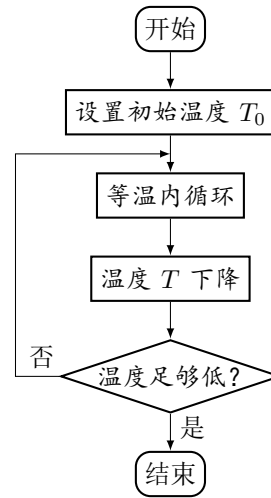 开始
设置初始温度 T₀
等温内循环
温度 T 下降
否
温度足够低?
是
结束